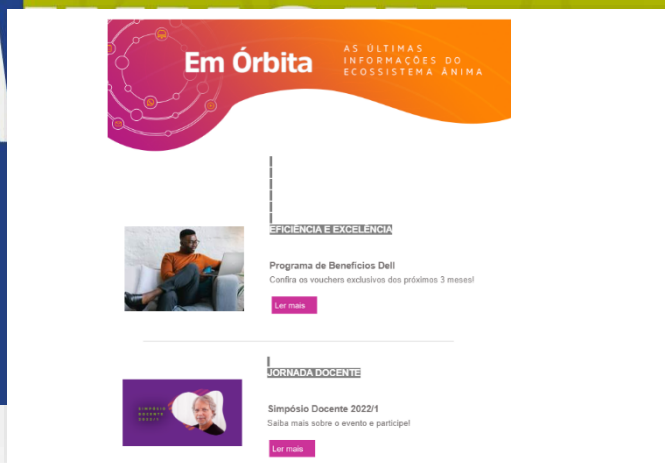 Em Órbita
AS ÚLTIMAS
INFORMAÇÕES DO
ECOSSISTEMA ÂNIMA
EFICIÊNCIA E EXCELÊNCIA
Programa de Benefícios Dell
Confira os vouchers exclusivos dos próximos 3 meses!
Ler mais
JORNADA DOCENTE
SIMPÓSIO
DOCENTE
2022/1
Simpósio Docente 2022/1
Saiba mais sobre o evento e participe!
Ler mais